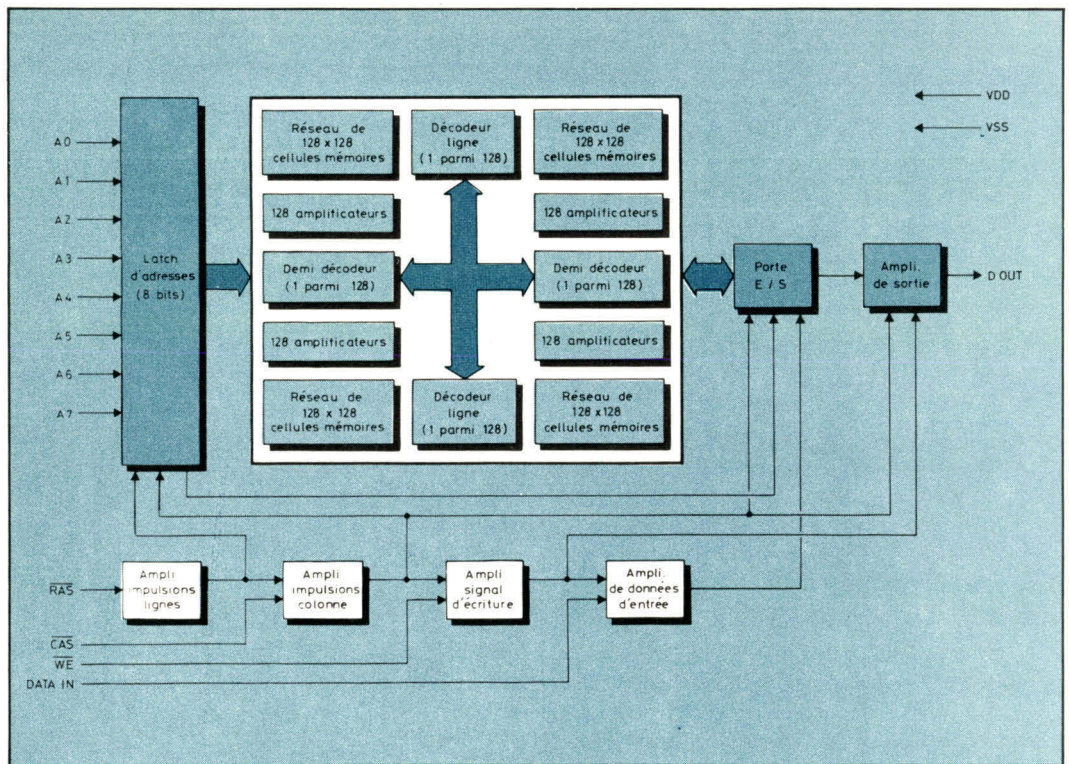 VDD
VSS
A0
A1
A2
A3
A4
A5
A6
A7
Latch
d'adresses
(8 bits)
Réseau de
128 x 128
cellules mémoires
Décodeur
ligne
(1 parmi 128)
Réseau de
128 x 128
cellules mémoires
128 amplificateurs
128 amplificateurs
Demi décodeur
(1 parmi 128)
Demi décodeur
(1 parmi 128)
128 amplificateurs
128 amplificateurs
Réseau de
128 x 128
cellules mémoires
Décodeur
ligne
(1 parmi 128)
Réseau de
128 x 128
cellules mémoires
Porte
E / S
Ampli.
de sortie
D OUT
RAS
CAS
WE
DATA IN
Ampli
impulsions
lignes
Ampli
impulsions
colonne
Ampli
signal
d'écriture
Ampli.
de données
d'entrée